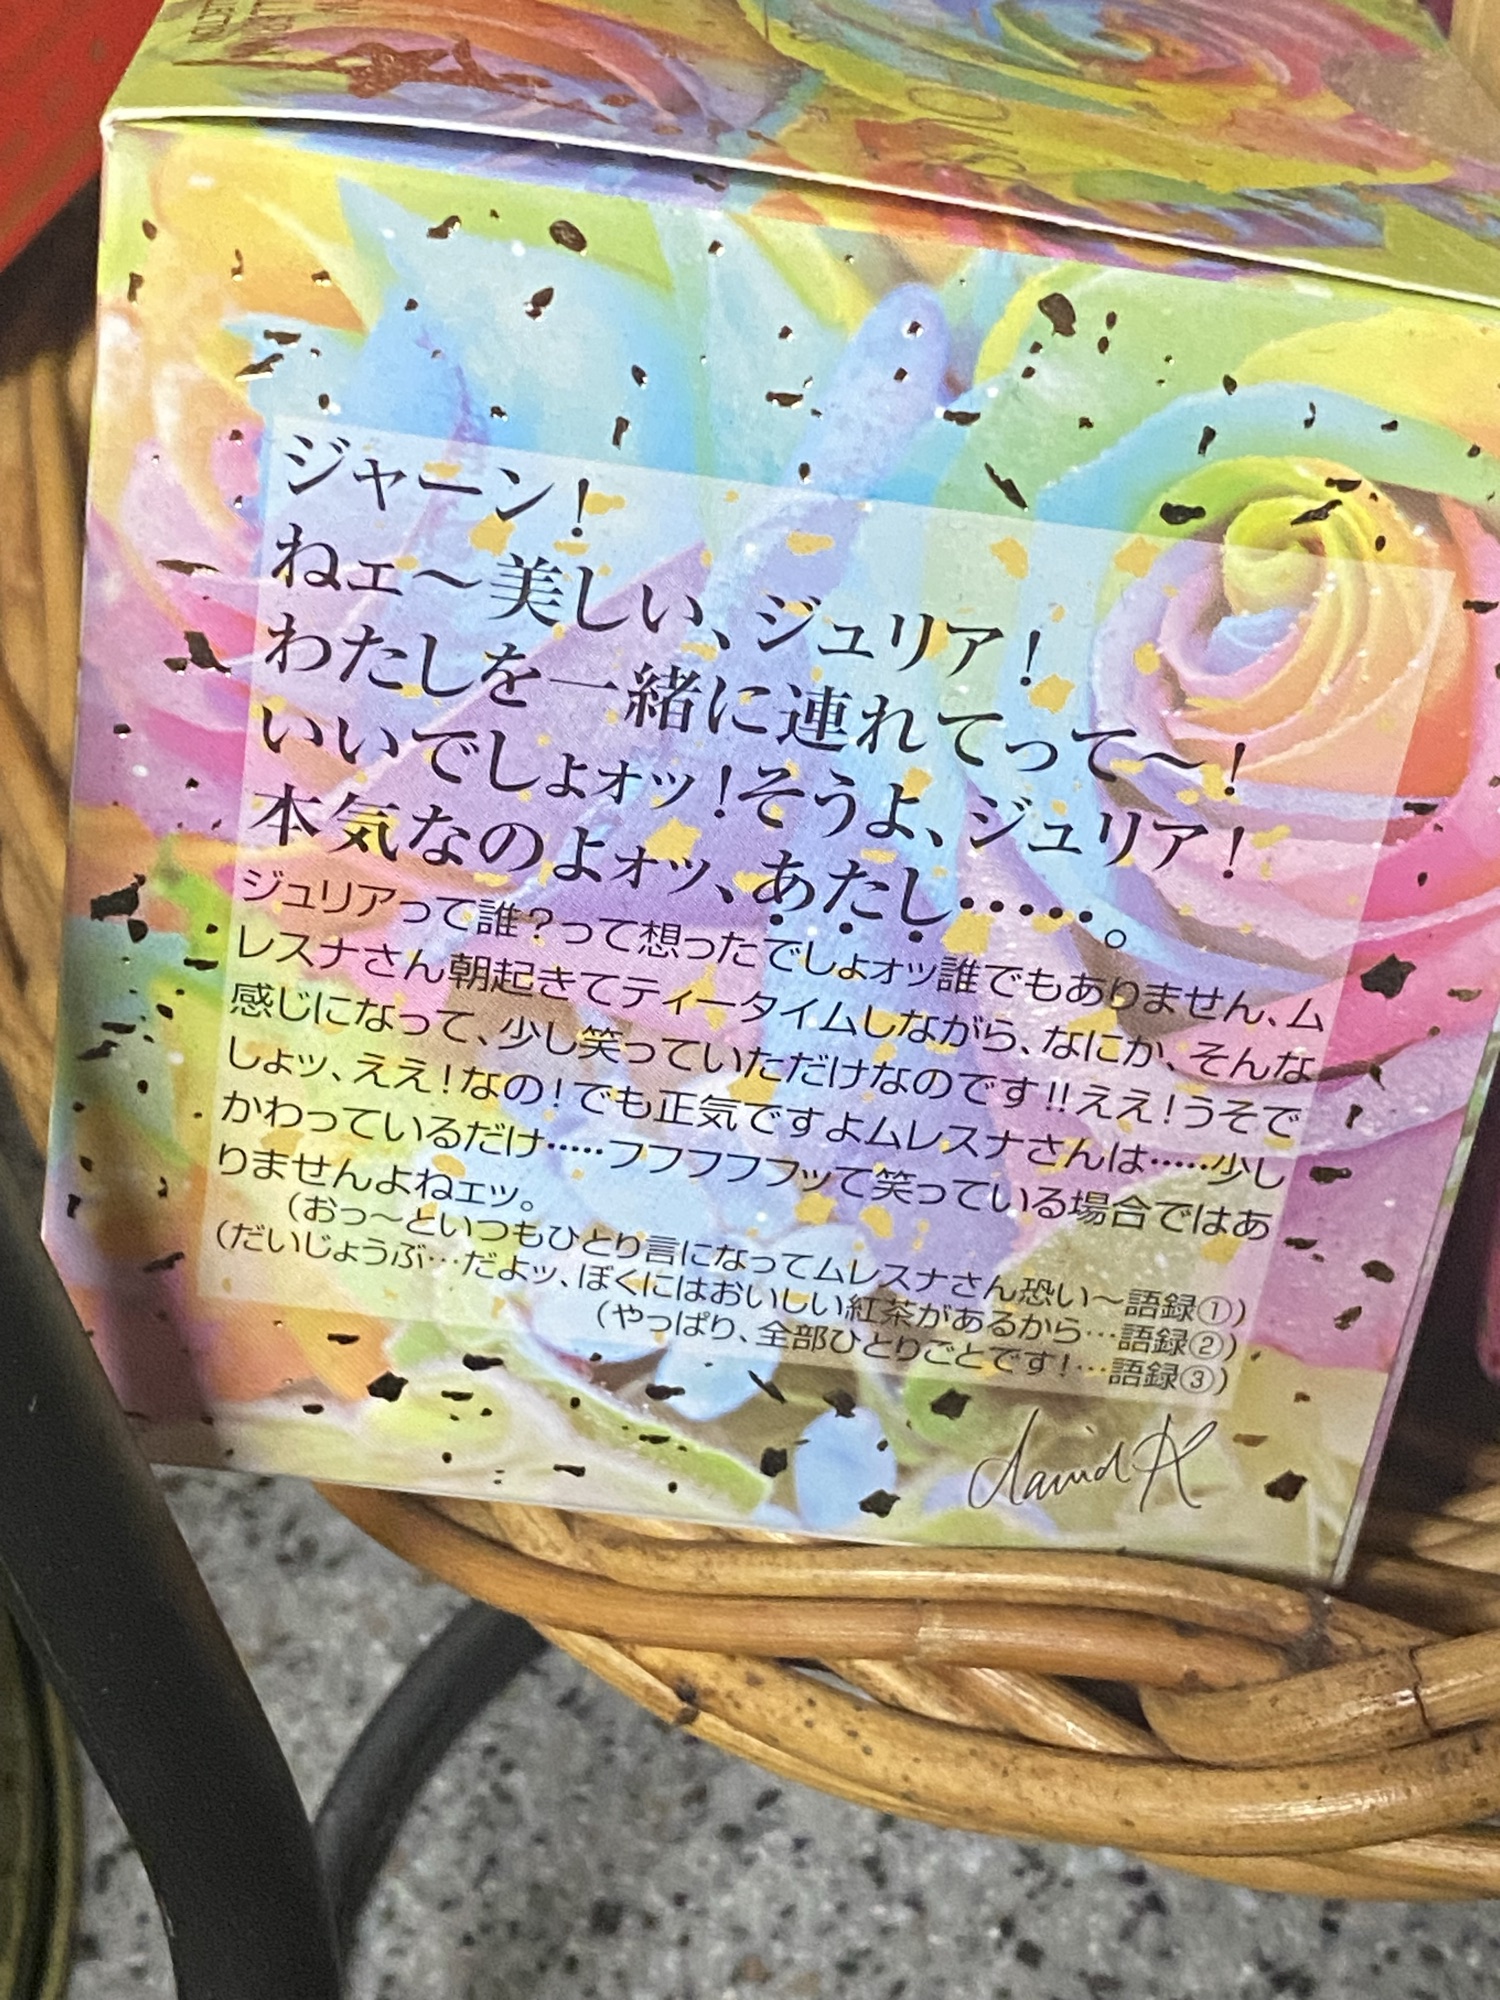 ジャーン！
ねェ〜美しい、ジュリア！
わたしを一緒に連れてって〜！
いいでしょォッ！そうよ、ジュリア！
本気なのよォッ、あたし……。
ジュリアって誰？って想ったでしょォッ誰でもありません、ム
レスナさん朝起きてティータイムしながら、なにか、そんな
感じになって、少し笑っていただけなのです!!ええ！うそで
しょッ、ええ！なの！でも正気ですよムレスナさんは……少し
かわっているだけ……フフフフフッて笑っている場合ではあ
りませんよねェッ。
（おっ〜といつもひとり言になってムレスナさん恐い〜語録①）
（だいじょうぶ…だよッ、ぼくにはおいしい紅茶があるから…語録②）
（やっぱり、全部ひとりごとです！…語録③）
david K